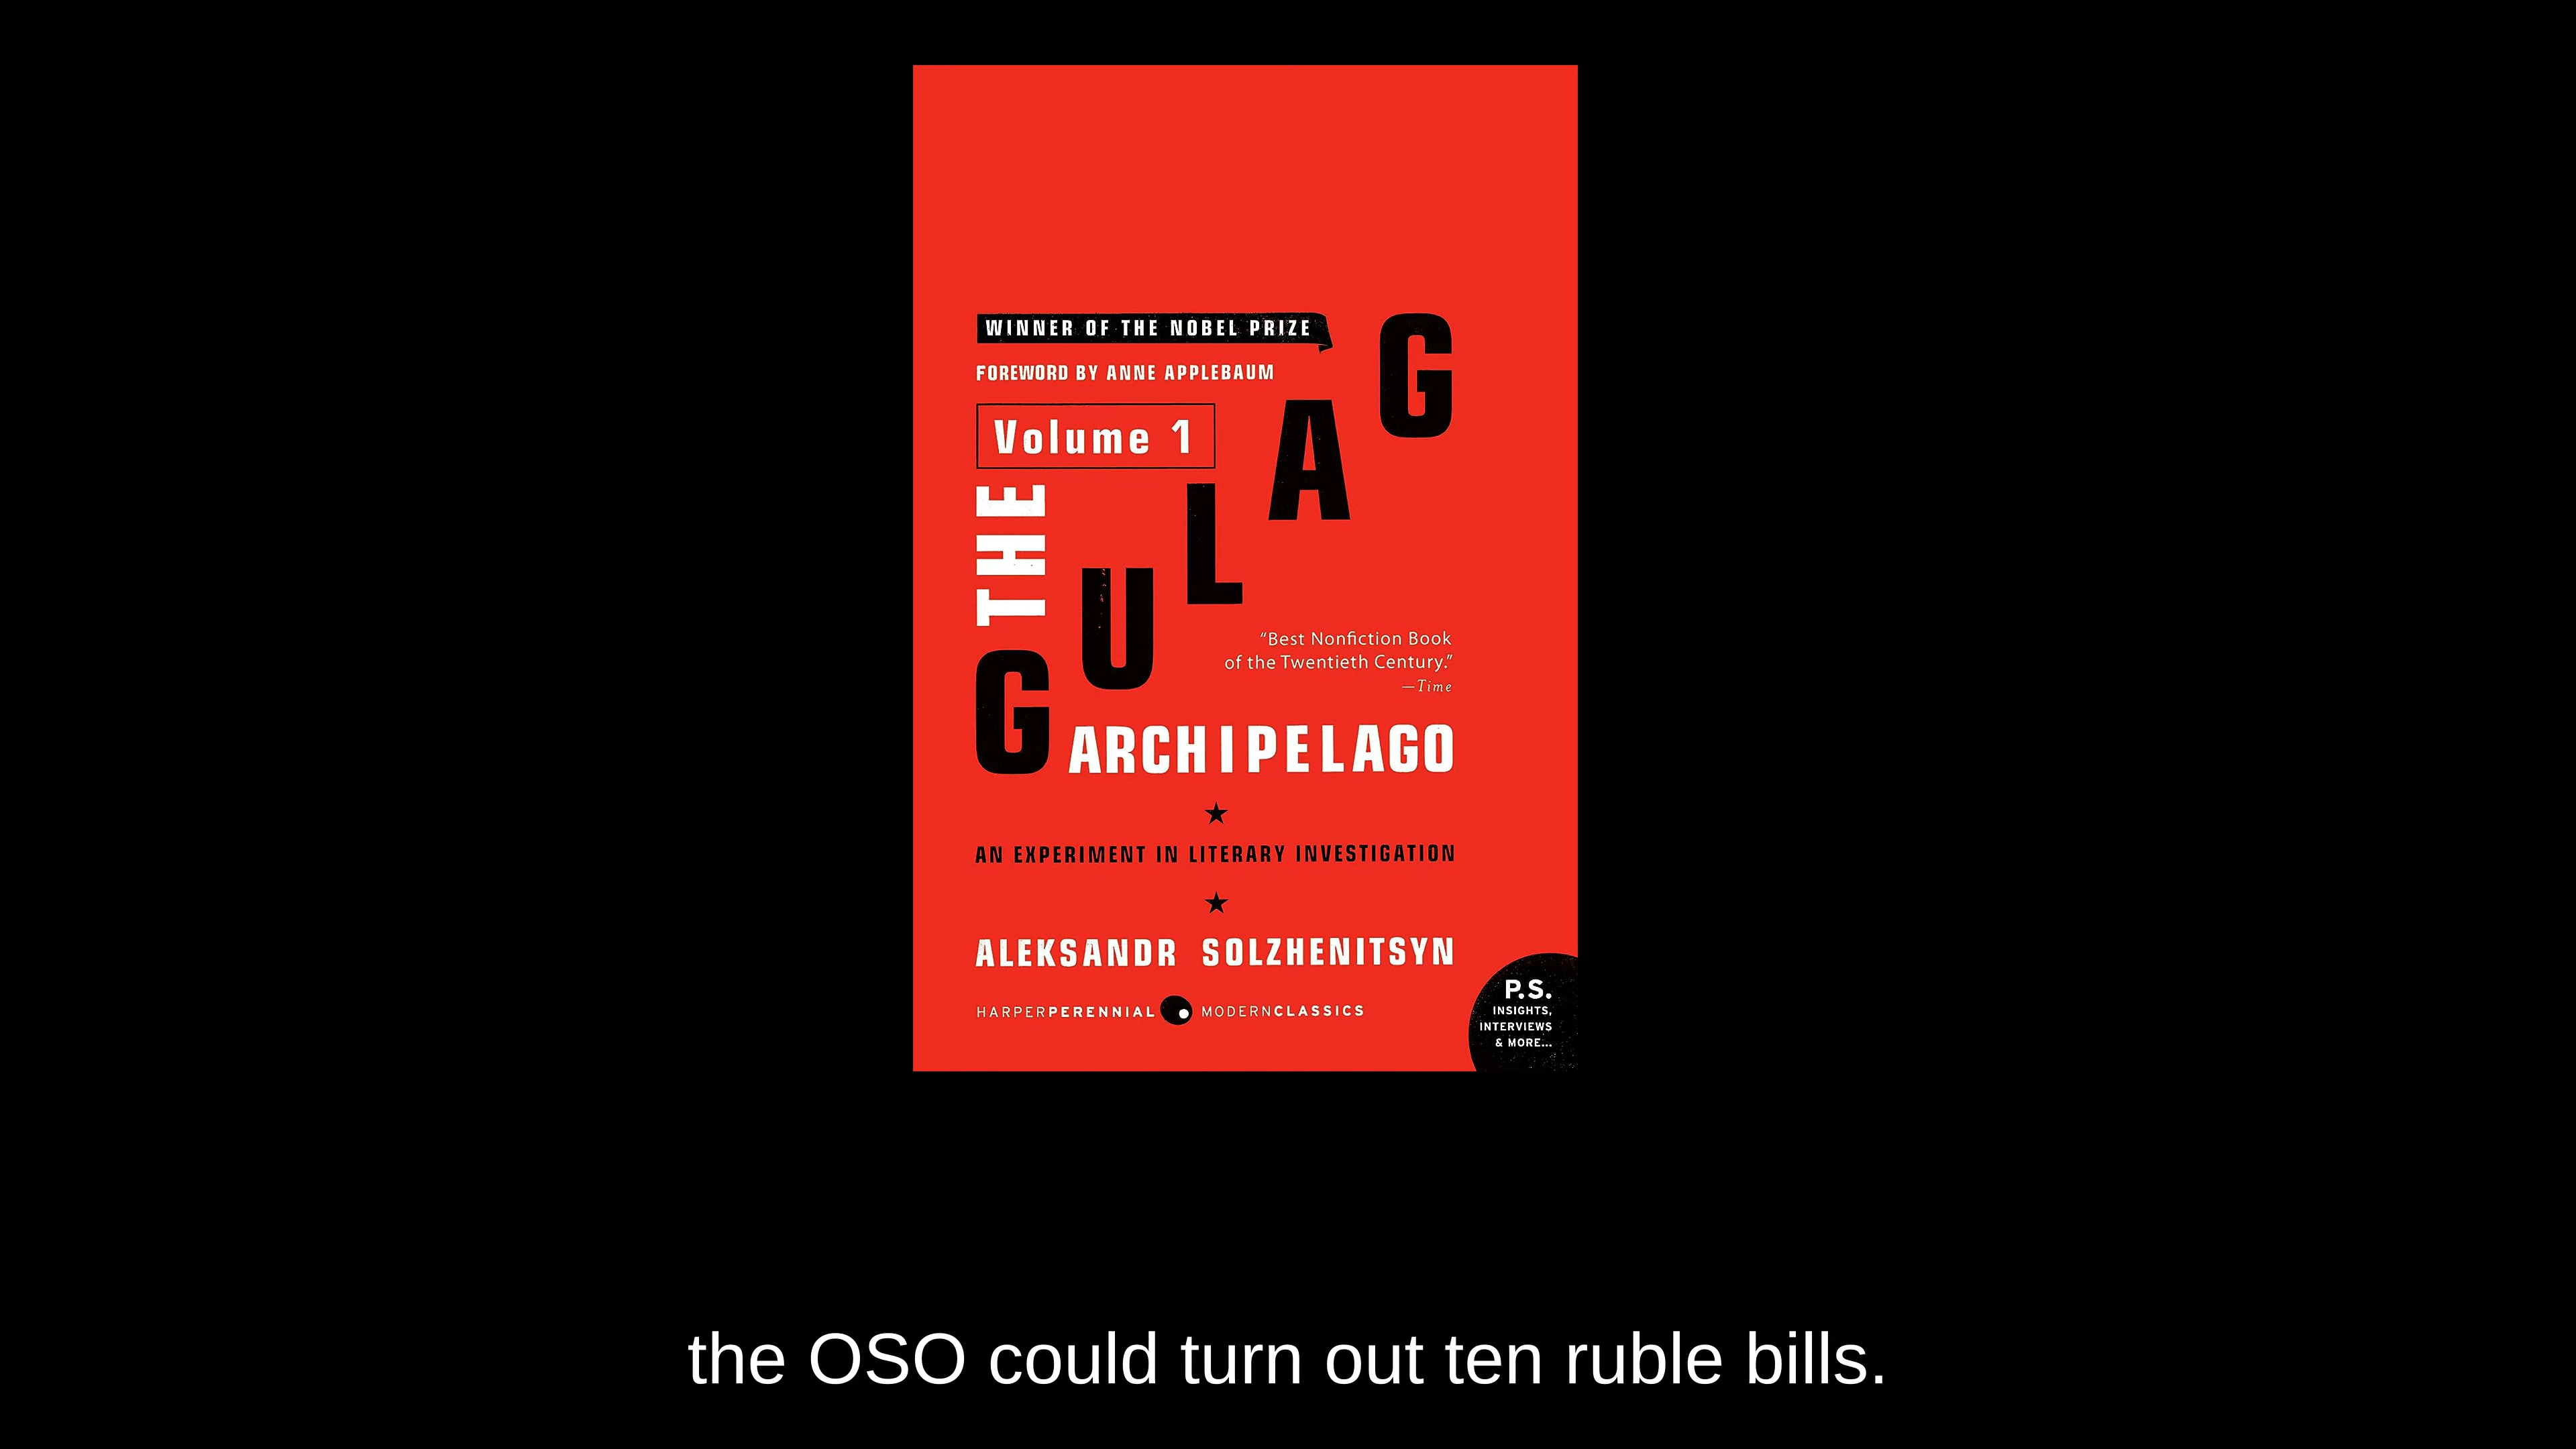 WINNER OF THE NOBEL PRIZE
FOREWORD BY ANNE APPLEBAUM
Volume 1
THE
GULAG
"Best Nonfiction Book
of the Twentieth Century."
—Time
ARCHIPELAGO
AN EXPERIMENT IN LITERARY INVESTIGATION
ALEKSANDR SOLZHENITSYN
HARPERPERENNIAL MODERNCLASSICS
P.S.
INSIGHTS,
INTERVIEWS
& MORE...
the OSO could turn out ten ruble bills.